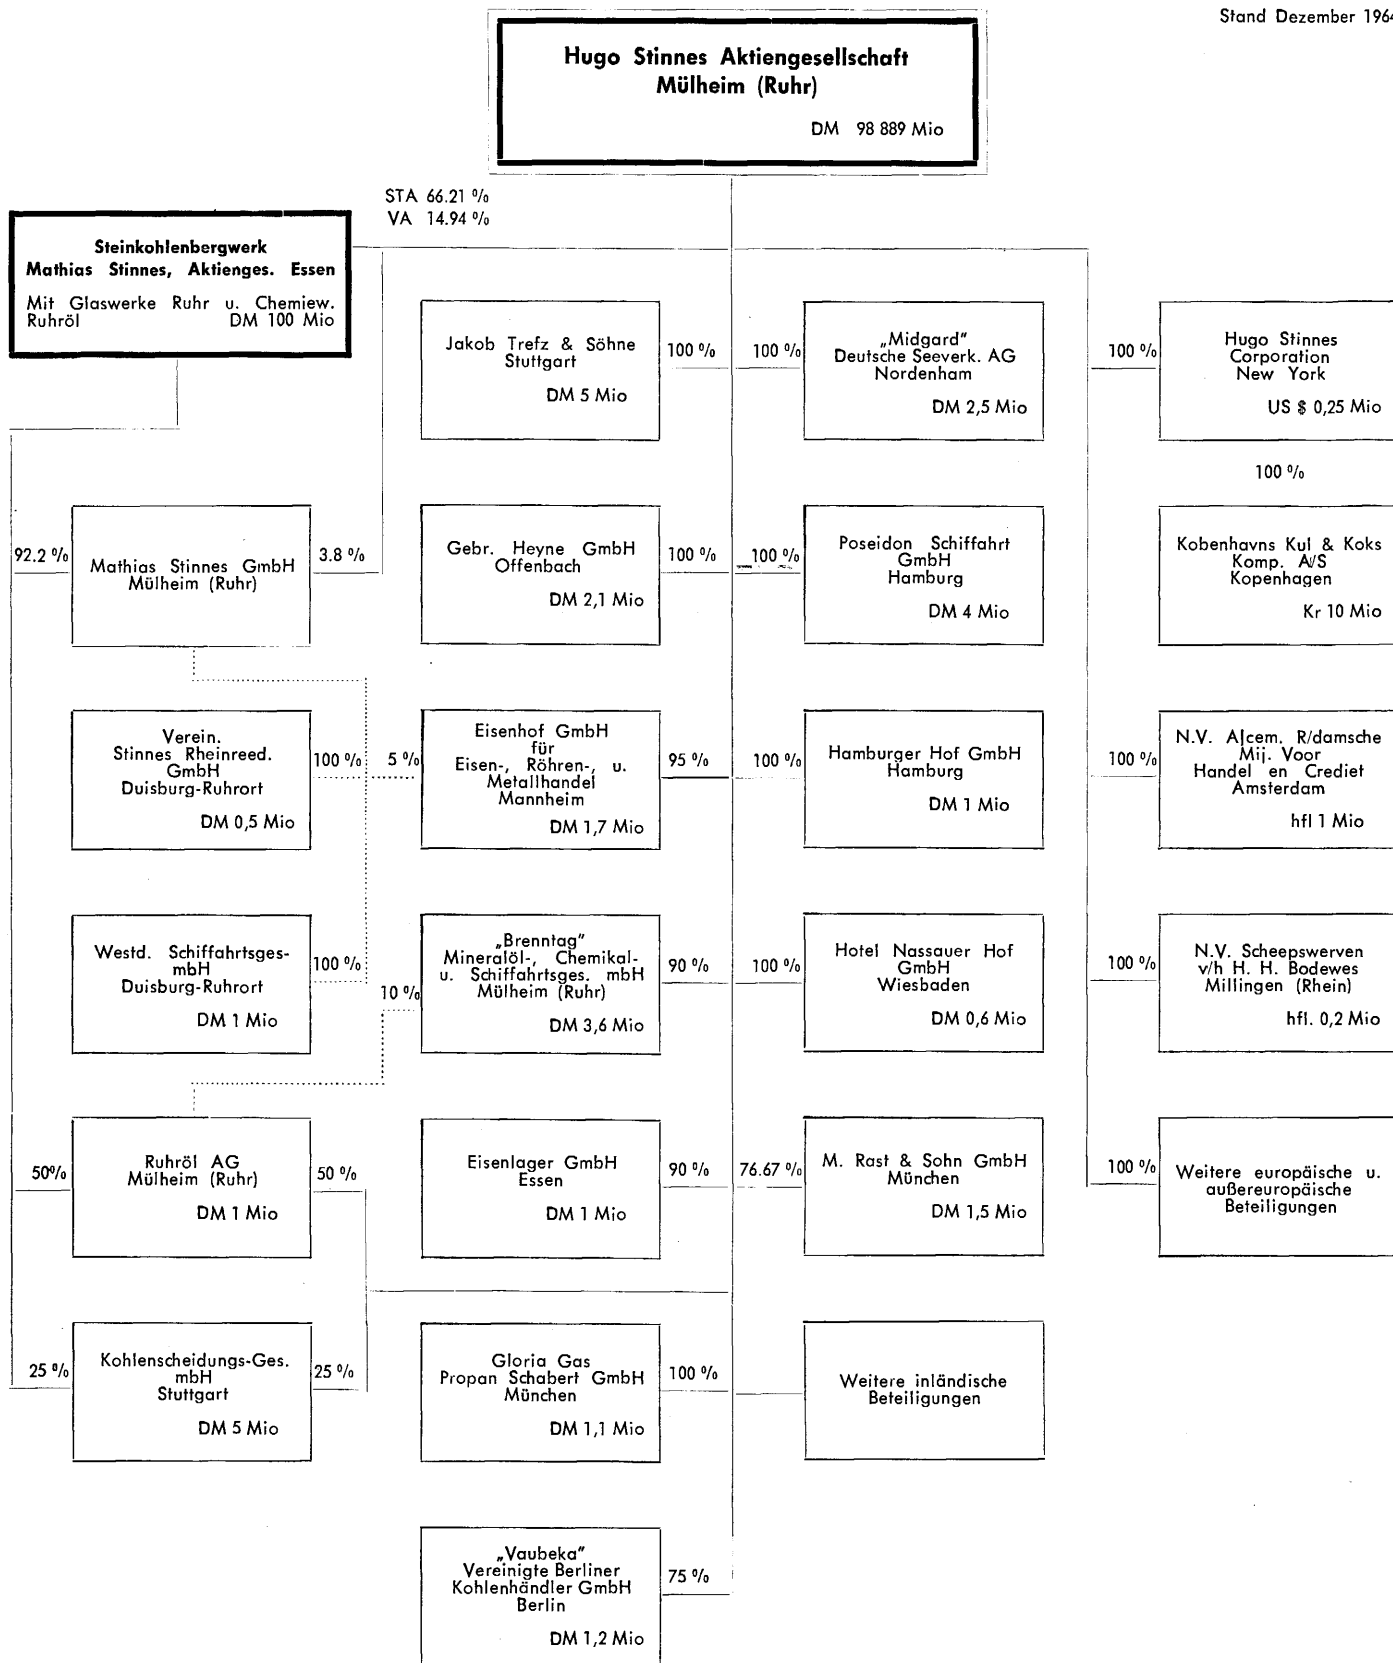 Stand Dezember 1964
Hugo Stinnes Aktiengesellschaft
Mülheim (Ruhr)
DM 98 889 Mio
STA 66.21 %
VA 14.94 %
Steinkohlenbergwerk
Mathias Stinnes, Aktienges. Essen
Mit Glaswerke Ruhr u. Chemiew.
Ruhröl DM 100 Mio
Jakob Trefz & Söhne
Stuttgart
DM 5 Mio
100 %
100 %
„Midgard”
Deutsche Seeverk. AG
Nordenham
DM 2,5 Mio
100 %
Hugo Stinnes
Corporation
New York
US $ 0,25 Mio
100 %
92.2 %
Mathias Stinnes GmbH
Mülheim (Ruhr)
3.8 %
Gebr. Heyne GmbH
Offenbach
DM 2,1 Mio
100 %
100 %
Poseidon Schiffahrt
GmbH
Hamburg
DM 4 Mio
Kobenhavns Kul & Koks
Komp. A/S
Kopenhagen
Kr 10 Mio
Verein.
Stinnes Rheinreed.
GmbH
Duisburg-Ruhrort
DM 0,5 Mio
100 %
5 %
Eisenhof GmbH
für
Eisen-, Röhren-, u.
Metallhandel
Mannheim
DM 1,7 Mio
95 %
100 %
Hamburger Hof GmbH
Hamburg
DM 1 Mio
100 %
N.V. Alcem. R/damsche
Mij. Voor
Handel en Crediet
Amsterdam
hfl 1 Mio
Westd. Schiffahrtsges-
mbH
Duisburg-Ruhrort
DM 1 Mio
100 %
10 %
„Brenntag”
Mineralöl-, Chemikal-
u. Schiffahrtsges. mbH
Mülheim (Ruhr)
DM 3,6 Mio
90 %
100 %
Hotel Nassauer Hof
GmbH
Wiesbaden
DM 0,6 Mio
100 %
N.V. Scheepswerven
v/h H. H. Bodewes
Millingen (Rhein)
hfl. 0,2 Mio
50%
Ruhröl AG
Mülheim (Ruhr)
DM 1 Mio
50 %
Eisenlager GmbH
Essen
DM 1 Mio
90 %
76.67 %
M. Rast & Sohn GmbH
München
DM 1,5 Mio
100 %
Weitere europäische u.
außereuropäische
Beteiligungen
25 %
Kohlenscheidungs-Ges.
mbH
Stuttgart
DM 5 Mio
25 %
Gloria Gas
Propan Schabert GmbH
München
DM 1,1 Mio
100 %
Weitere inländische
Beteiligungen
„Vaubeka”
Vereinigte Berliner
Kohlenhändler GmbH
Berlin
DM 1,2 Mio
75 %